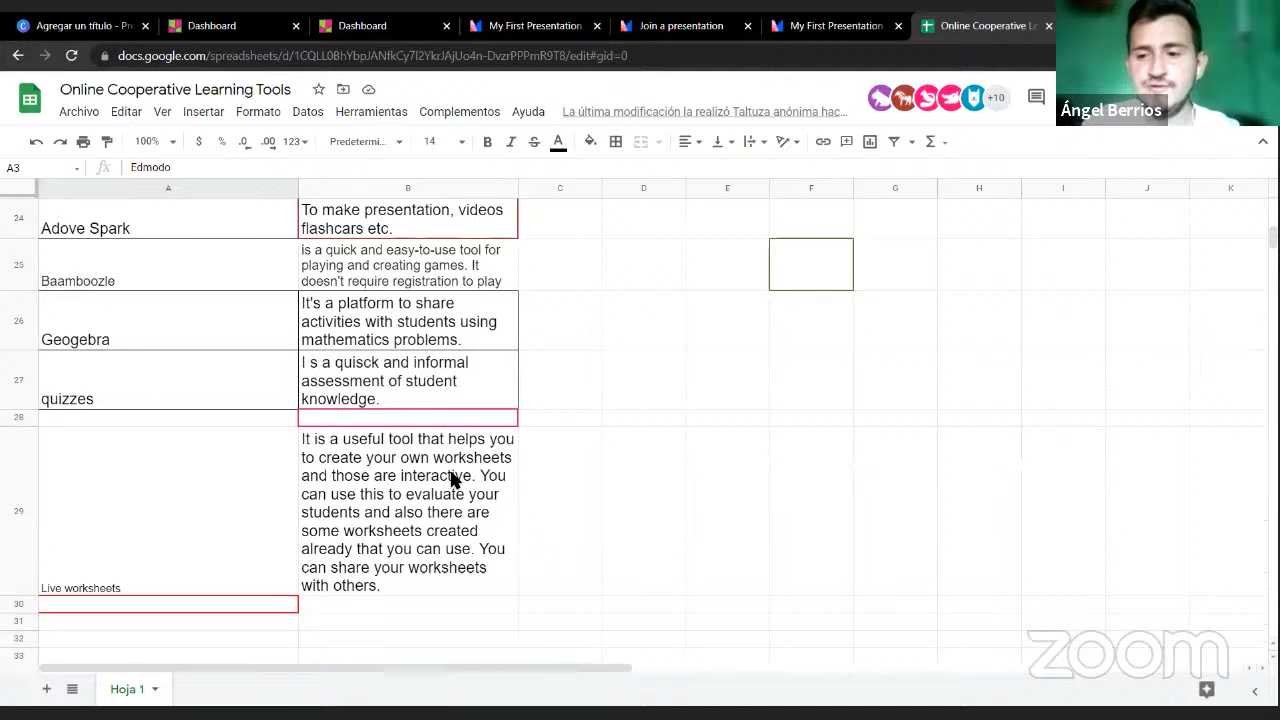 Agregar un título - Pre
Dashboard
Dashboard
My First Presentation
Join a presentation
My First Presentation
Online Cooperative Le
docs.google.com/spreadsheets/d/1CQLL0BhYbpJANfkCy7l2YkrJAjUo4n-DvzrPPPmR9T8/edit#gid=0
Online Cooperative Learning Tools
+10
Archivo Editar Ver Insertar Formato Datos Herramientas Complementos Ayuda La última modificación la realizó Taltuza anónima hac...
Ángel Berrios
100% $ % .0 .00 123 Predetermi... 14 B I S A Σ
A3 fx Edmodo
A B C D E F G H I J K
24
To make presentation, videos
flashcars etc.
Adove Spark
25
is a quick and easy-to-use tool for
playing and creating games. It
doesn't require registration to play
Baamboozle
26
It's a platform to share
activities with students using
mathematics problems.
Geogebra
27
I s a quisck and informal
assessment of student
knowledge.
quizzes
28
29
It is a useful tool that helps you
to create your own worksheets
and those are interactive. You
can use this to evaluate your
students and also there are
some worksheets created
already that you can use. You
can share your worksheets
with others.
Live worksheets
30
31
32
33
zoom
Hoja 1